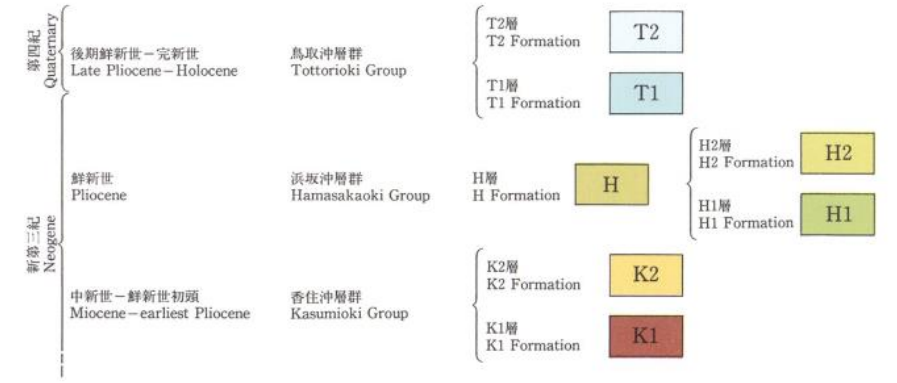 第四紀
Quaternary
後期鮮新世－完新世
Late Pliocene－Holocene
鳥取沖層群
Tottorioki Group
T2層
T2 Formation
T2
T1層
T1 Formation
T1
新第三紀
Neogene
鮮新世
Pliocene
浜坂沖層群
Hamasakaoki Group
H層
H Formation
H
H2層
H2 Formation
H2
H1層
H1 Formation
H1
中新世－鮮新世初頭
Miocene－earliest Pliocene
香住沖層群
Kasumioki Group
K2層
K2 Formation
K2
K1層
K1 Formation
K1